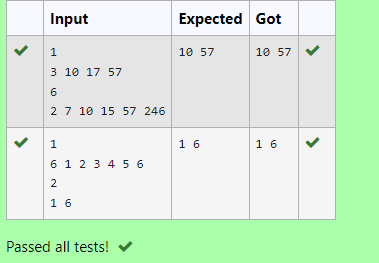 Input Expected Got
1 10 57 10 57
3 10 17 57
6
2 7 10 15 57 246
1 1 6 1 6
6 1 2 3 4 5 6
2
1 6
Passed all tests!